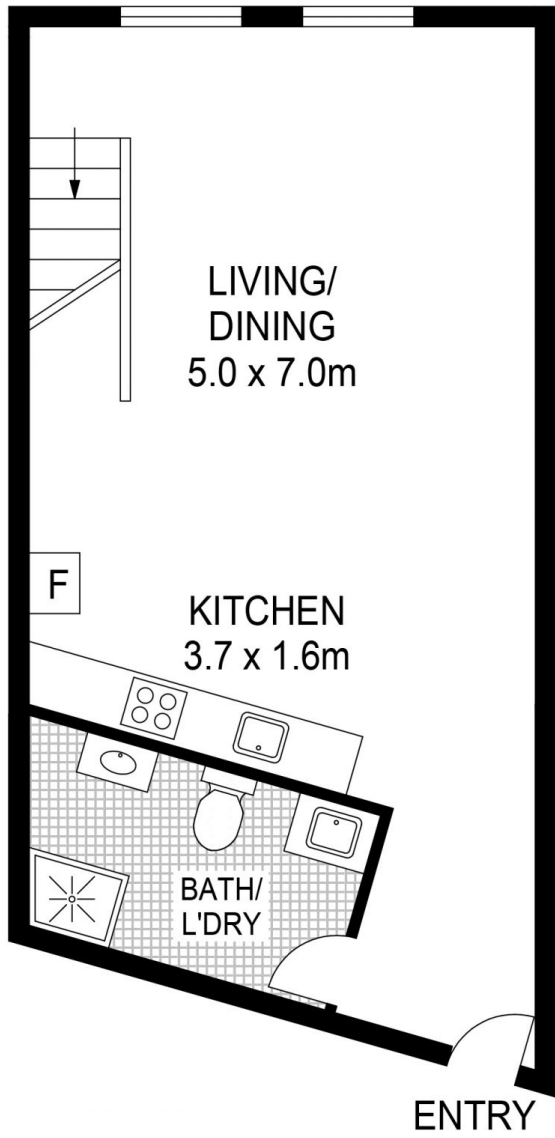 LIVING/
DINING
5.0 x 7.0m
F
KITCHEN
3.7 x 1.6m
BATH/
L'DRY
ENTRY